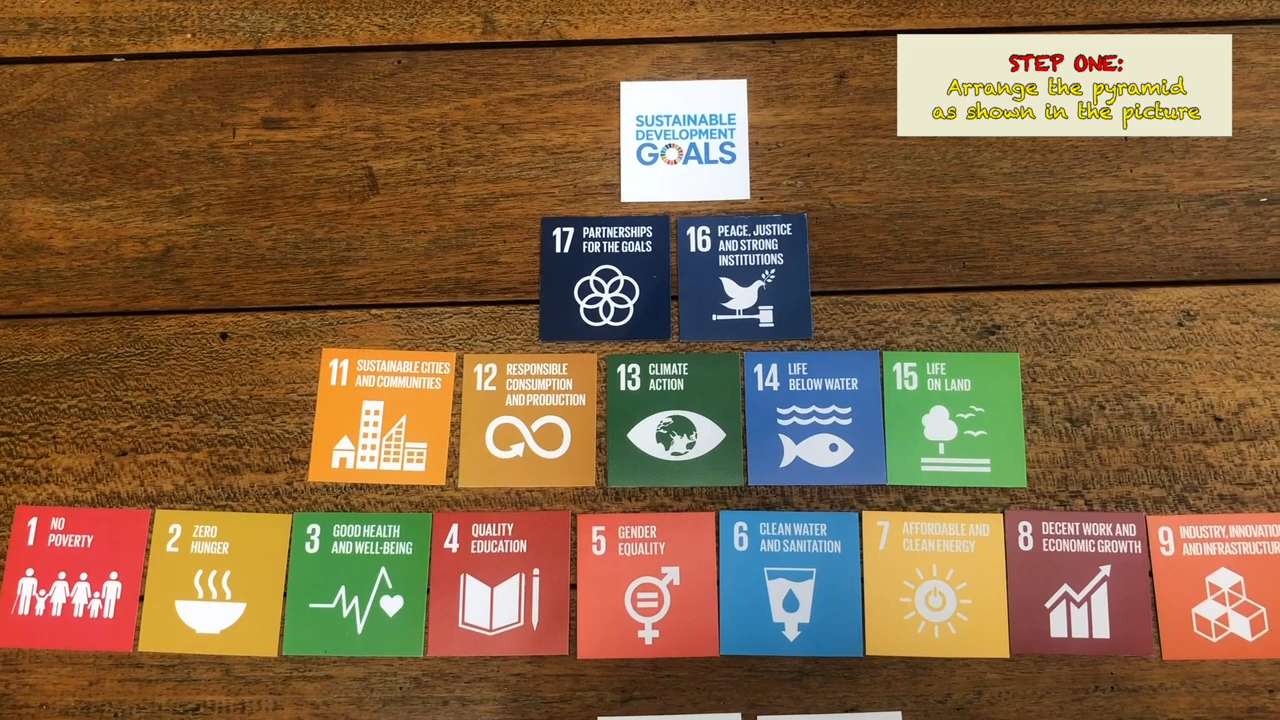 STEP ONE:
Arrange the pyramid
as shown in the picture
SUSTAINABLE
DEVELOPMENT
GOALS
17 PARTNERSHIPS
FOR THE GOALS
16 PEACE, JUSTICE
AND STRONG
INSTITUTIONS
11 SUSTAINABLE CITIES
AND COMMUNITIES
12 RESPONSIBLE
CONSUMPTION
AND PRODUCTION
13 CLIMATE
ACTION
14 LIFE
BELOW WATER
15 LIFE
ON LAND
1 NO
POVERTY
2 ZERO
HUNGER
3 GOOD HEALTH
AND WELL-BEING
4 QUALITY
EDUCATION
5 GENDER
EQUALITY
6 CLEAN WATER
AND SANITATION
7 AFFORDABLE AND
CLEAN ENERGY
8 DECENT WORK AND
ECONOMIC GROWTH
9 INDUSTRY, INNOVATIO
AND INFRASTRUCTUR